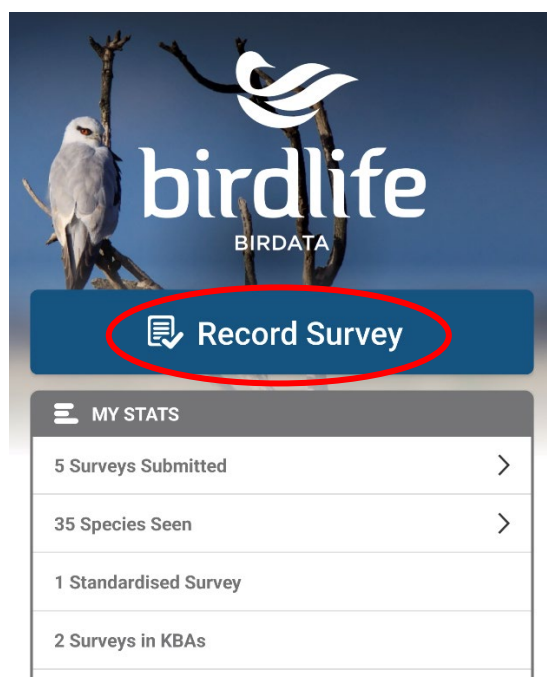 birdlife
BIRDATA
Record Survey
MY STATS
5 Surveys Submitted
35 Species Seen
1 Standardised Survey
2 Surveys in KBAs